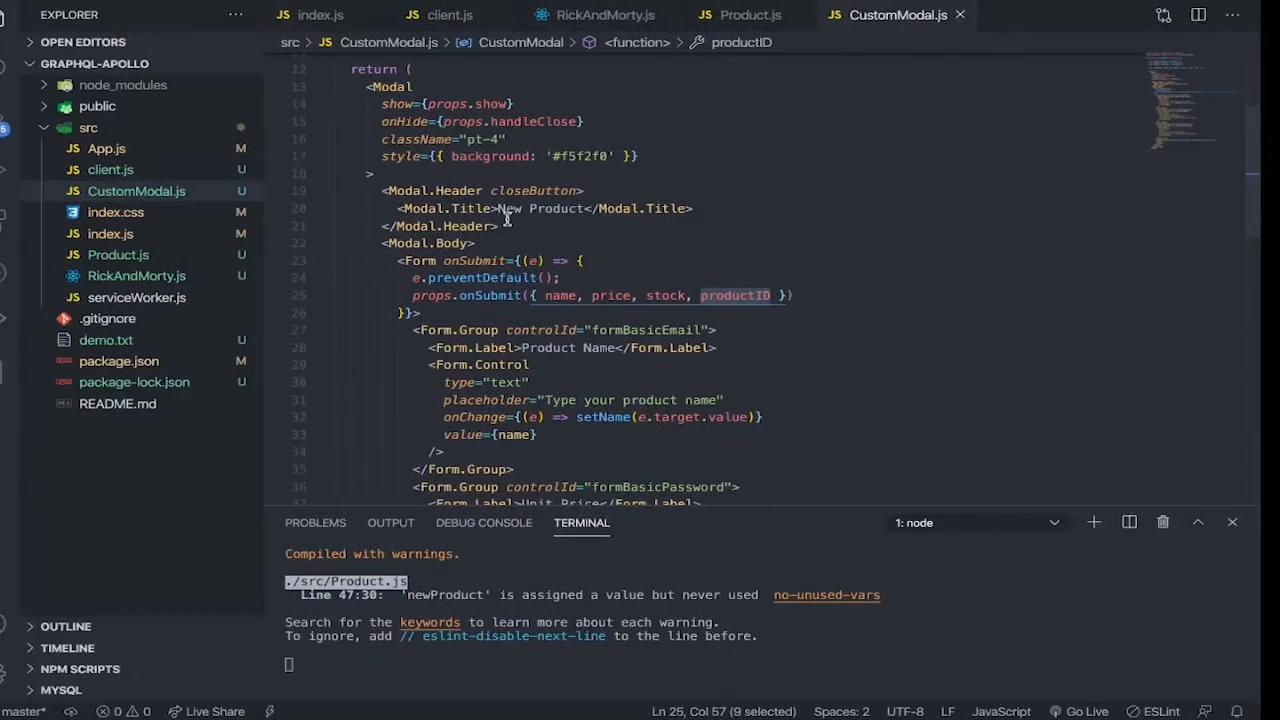 EXPLORER
index.js
client.js
RickAndMorty.js
Product.js
CustomModal.js
OPEN EDITORS
src > CustomModal.js > CustomModal > <function> > productID
GRAPHQL-APOLLO
node_modules
public
src
App.js M
client.js U
CustomModal.js U
index.css M
index.js M
Product.js U
RickAndMorty.js U
serviceWorker.js
.gitignore
demo.txt U
package.json M
package-lock.json U
README.md
OUTLINE
TIMELINE
NPM SCRIPTS
MYSQL
12 return (
13 <Modal
14 show={props.show}
15 onHide={props.handleClose}
16 className="pt-4"
17 style={{ background: '#f5f2f0' }}
18 >
19 <Modal.Header closeButton>
20 <Modal.Title>New Product</Modal.Title>
21 </Modal.Header>
22 <Modal.Body>
23 <Form onSubmit={(e) => {
24 e.preventDefault();
25 props.onSubmit({ name, price, stock, productID })
26 }}>
27 <Form.Group controlId="formBasicEmail">
28 <Form.Label>Product Name</Form.Label>
29 <Form.Control
30 type="text"
31 placeholder="Type your product name"
32 onChange={(e) => setName(e.target.value)}
33 value={name}
34 />
35 </Form.Group>
36 <Form.Group controlId="formBasicPassword">
37 <Form.Label>Unit Price</Form.Label>
PROBLEMS OUTPUT DEBUG CONSOLE TERMINAL 1: node
Compiled with warnings.
./src/Product.js
Line 47:30: 'newProduct' is assigned a value but never used no-unused-vars
Search for the keywords to learn more about each warning.
To ignore, add // eslint-disable-next-line to the line before.
master* 0 0 Live Share Ln 25, Col 57 (9 selected) Spaces: 2 UTF-8 LF JavaScript Go Live ESLint